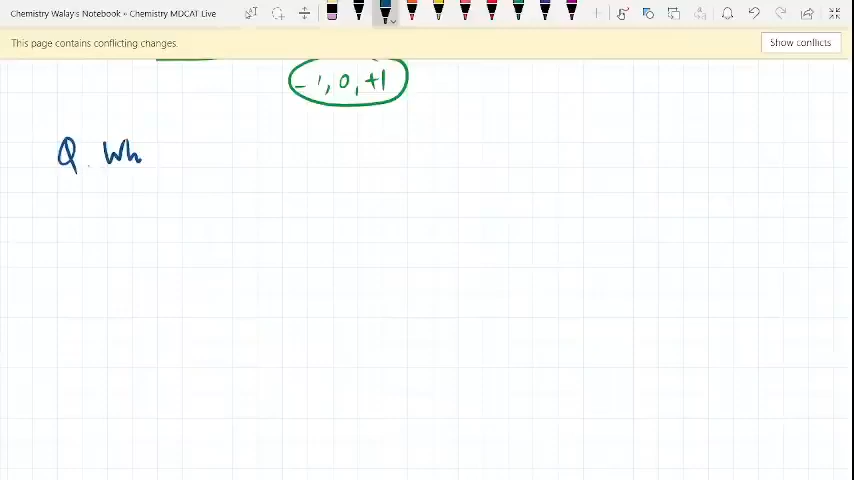 Chemistry Walay's Notebook » Chemistry MDCAT Live
This page contains conflicting changes.
Show conflicts
-1, 0, +1
Q. Wh